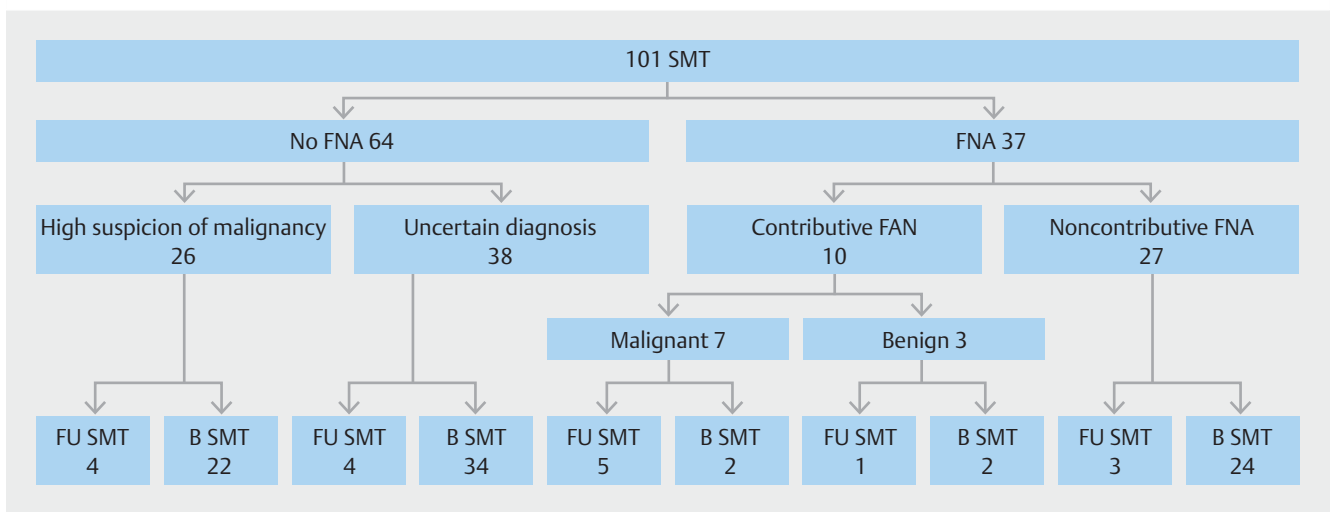 101 SMT
No FNA 64
FNA 37
High suspicion of malignancy
26
Uncertain diagnosis
38
Contributive FAN
10
Noncontributive FNA
27
Malignant 7
Benign 3
FU SMT
4
B SMT
22
FU SMT
4
B SMT
34
FU SMT
5
B SMT
2
FU SMT
1
B SMT
2
FU SMT
3
B SMT
24